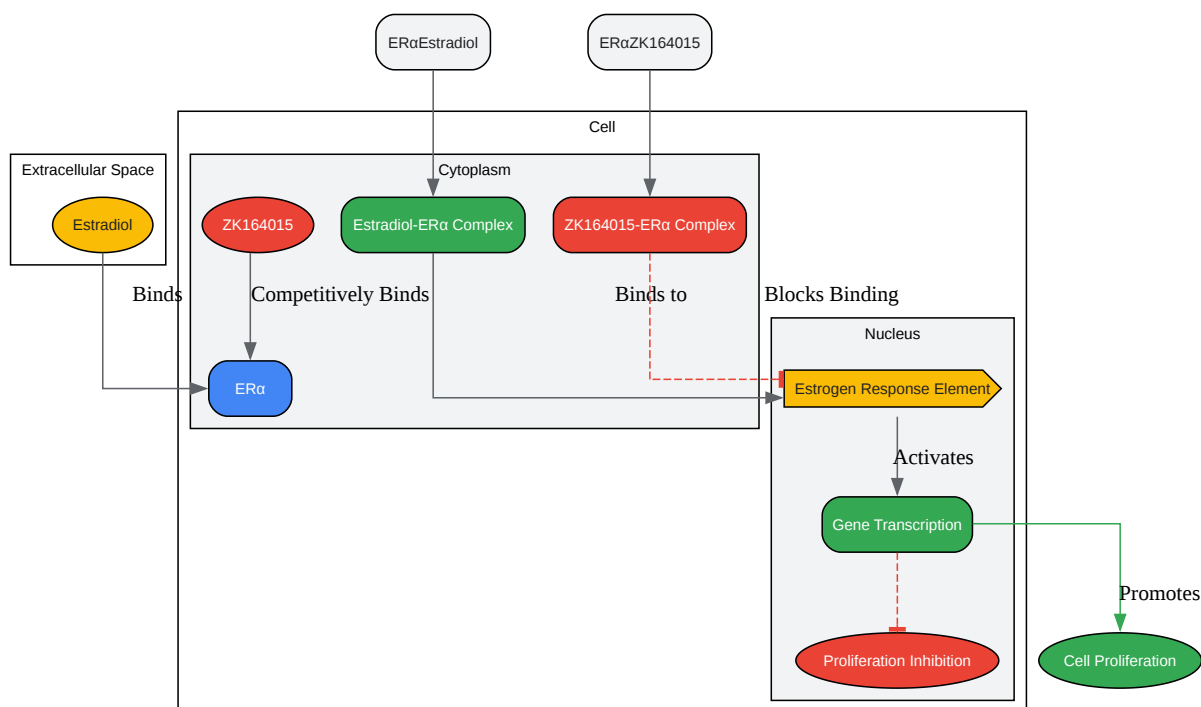 ERαEstradiol
ERαZK164015
Cell
Extracellular Space
Cytoplasm
Estradiol
ZK164015
Estradiol-ERα Complex
ZK164015-ERα Complex
Binds
Competitively Binds
Binds to
Blocks Binding
Nucleus
ERα
Estrogen Response Element
Activates
Gene Transcription
Promotes
Proliferation Inhibition
Cell Proliferation